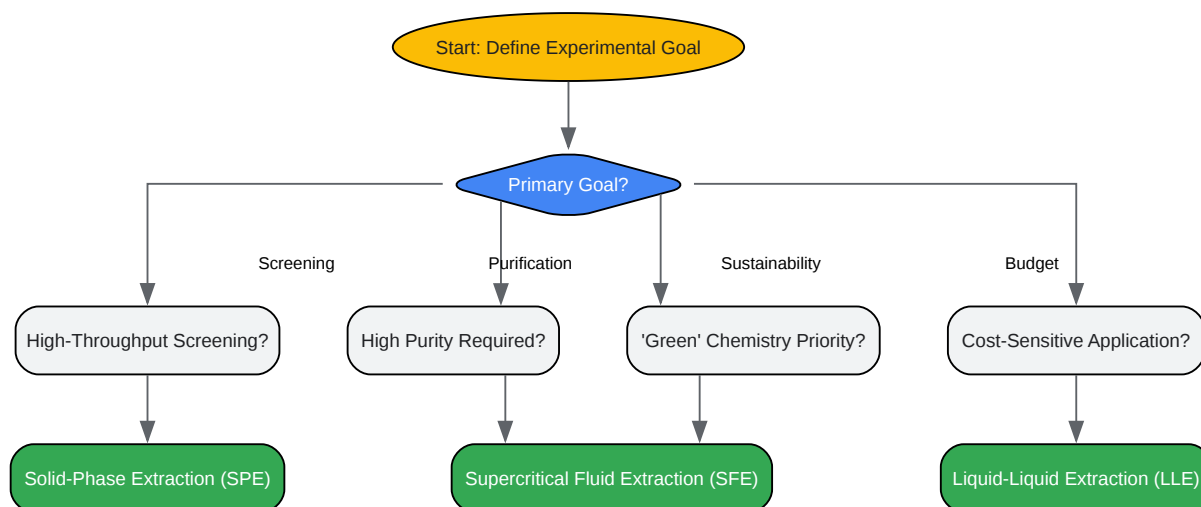 Start: Define Experimental Goal
Primary Goal?
Screening
Purification
Sustainability
Budget
High-Throughput Screening?
High Purity Required?
'Green' Chemistry Priority?
Cost-Sensitive Application?
Solid-Phase Extraction (SPE)
Supercritical Fluid Extraction (SFE)
Liquid-Liquid Extraction (LLE)